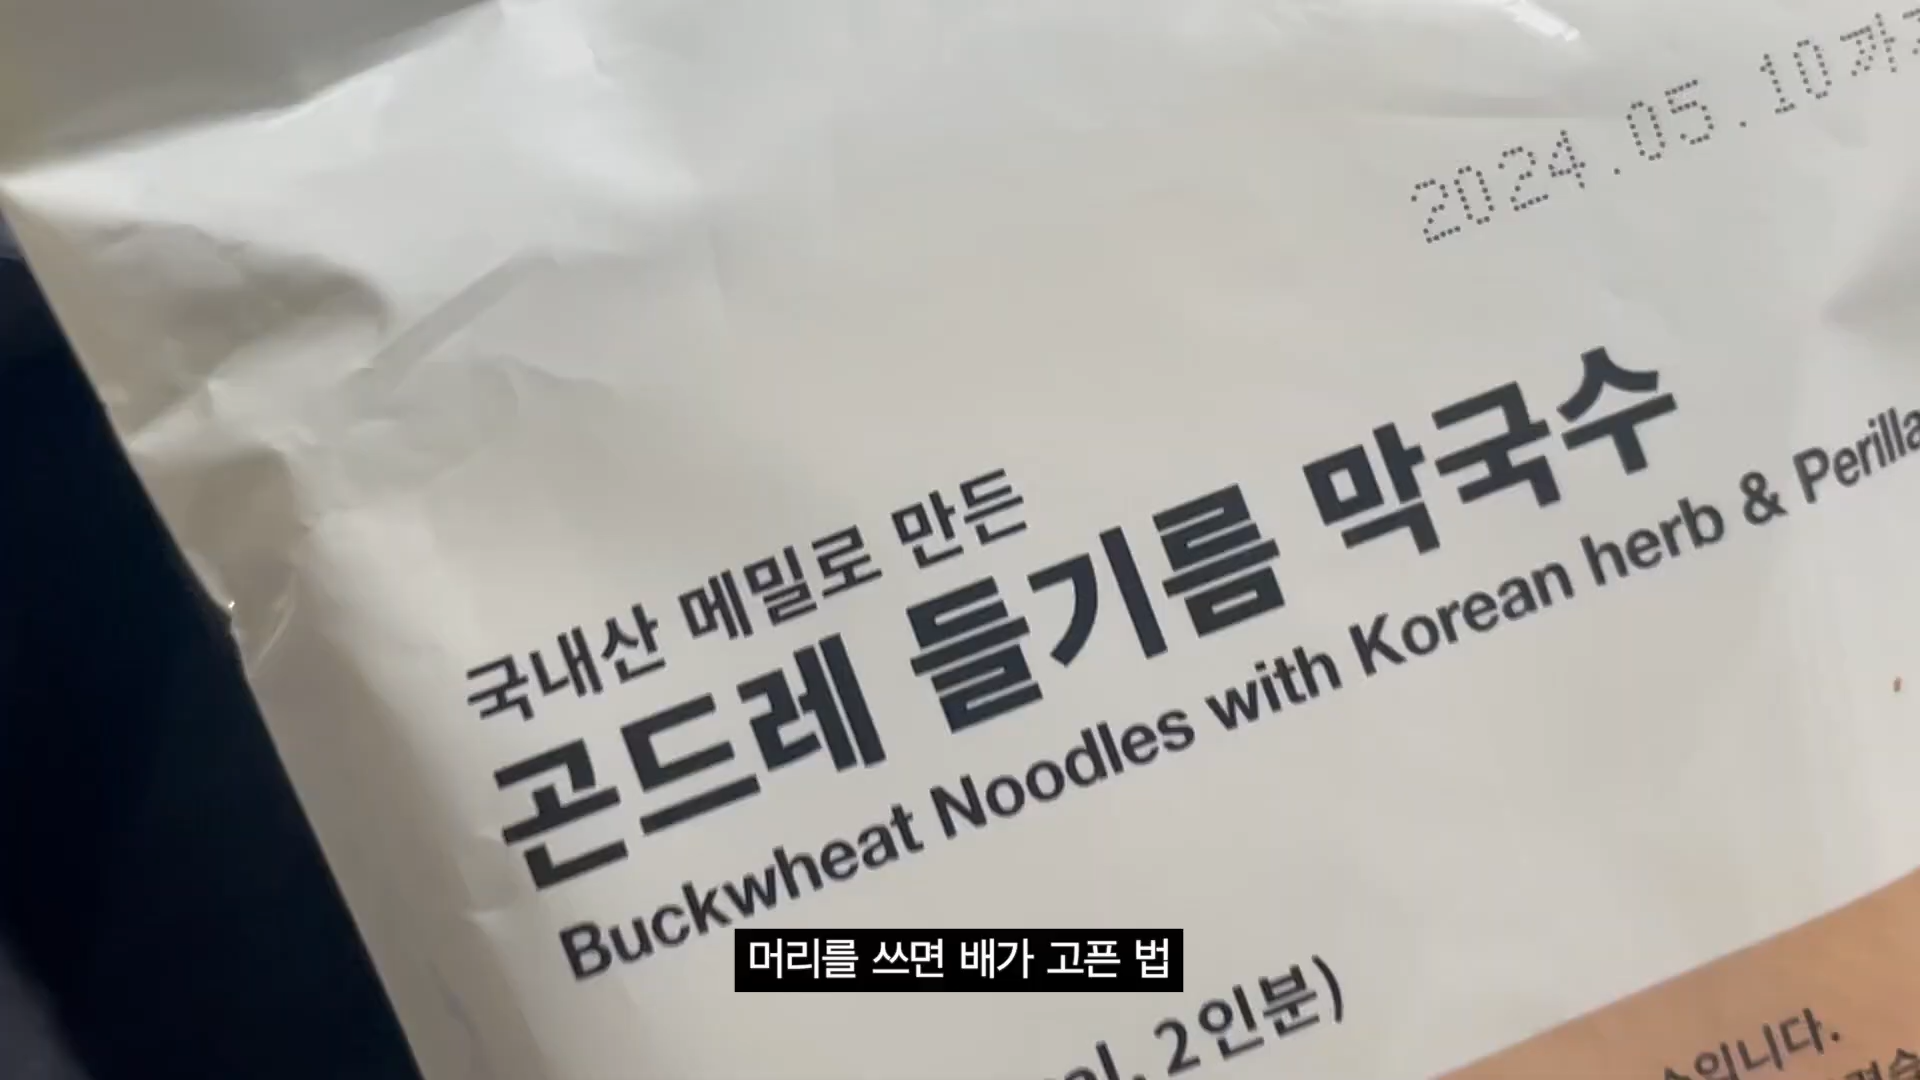 2024.05.10까지
국내산 메밀로 만든
곤드레 들기름 막국수
Buckwheat Noodles with Korean herb & Perilla
2인분)
머리를 쓰면 배가 고픈 법